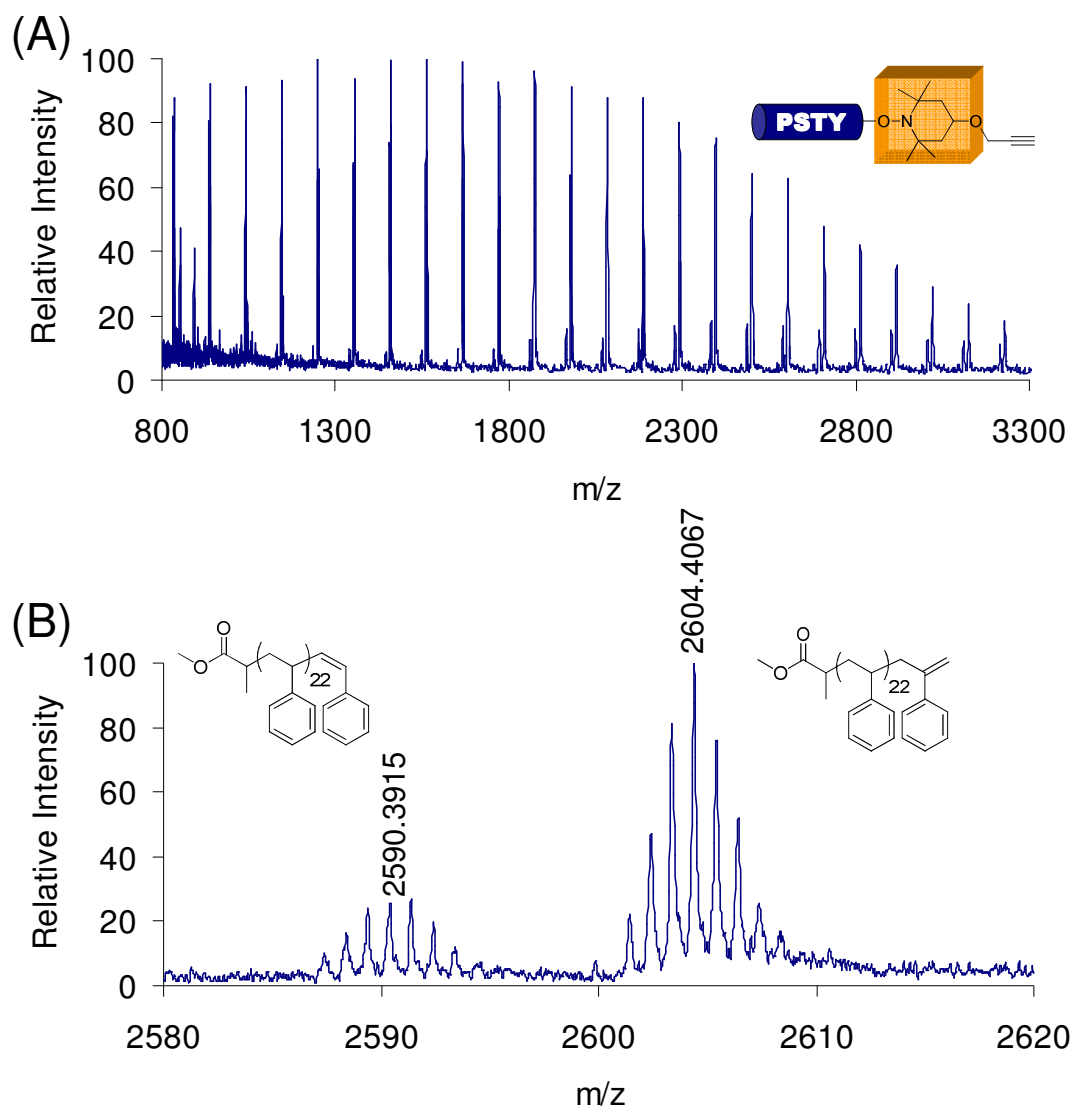 (A)
Relative Intensity
100
80
60
40
20
0
800 1300 1800 2300 2800 3300
m/z
PSTY O N O
(B)
Relative Intensity
100
80
60
40
20
0
2580 2590 2600 2610 2620
m/z
2590.3915
2604.4067
O
O
22
O
O
22